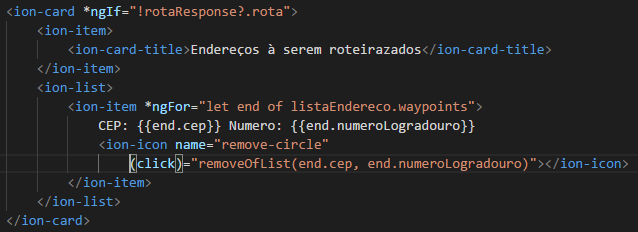 <ion-card *ngIf="!rotaResponse?.rota">
<ion-item>
<ion-card-title>Endereços à serem roteirazados</ion-card-title>
</ion-item>
<ion-list>
<ion-item *ngFor="let end of listaEndereco.waypoints">
CEP: {{end.cep}} Numero: {{end.numeroLogradouro}}
<ion-icon name="remove-circle"
(click)="removeOfList(end.cep, end.numeroLogradouro)"></ion-icon>
</ion-item>
</ion-list>
</ion-card>